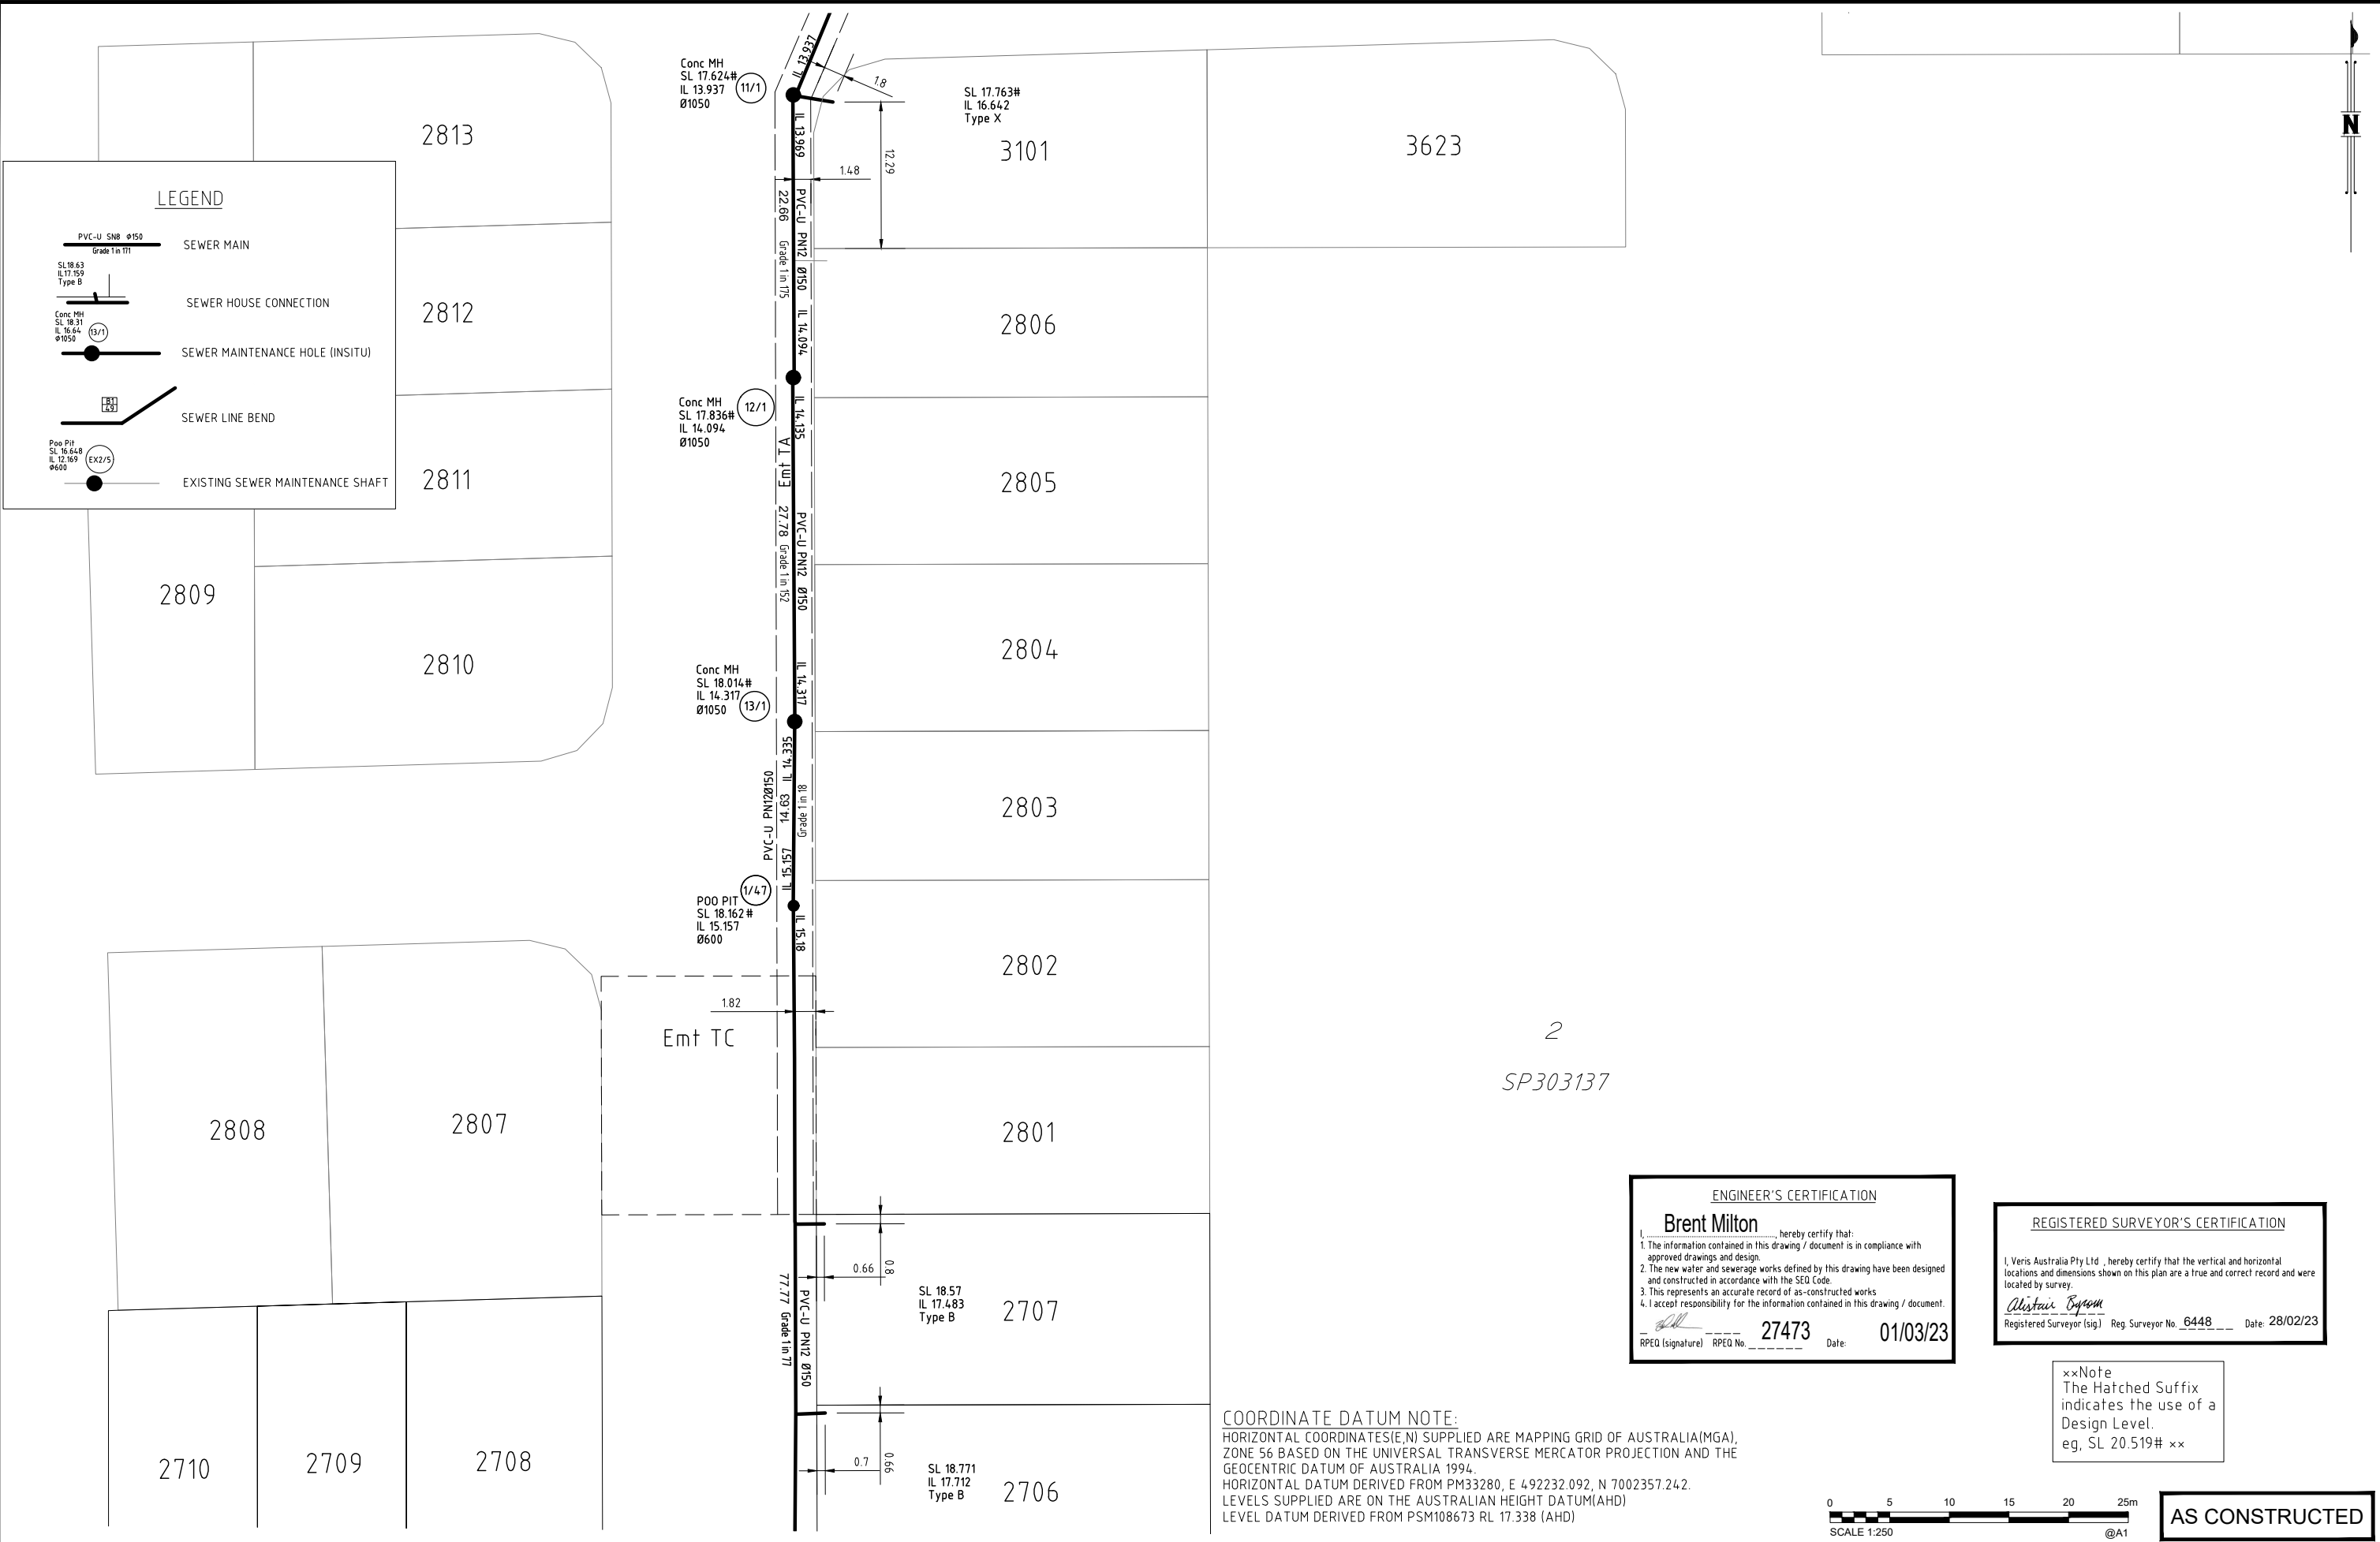 2813
2812
2811
2809
2810
2808
2807
2710
2709
2708
LEGEND
PVC-U SN8 Ø150
Grade 1 in 171
SEWER MAIN
SL18.63
IL17.159
Type B
SEWER HOUSE CONNECTION
Conc MH
SL 18.31
IL 16.64
Ø1050
13/1
SEWER MAINTENANCE HOLE (INSITU)
B1
49
SEWER LINE BEND
Poo Pit
SL 16.648
IL 12.169
Ø600
EX2/5
EXISTING SEWER MAINTENANCE SHAFT
Conc MH
SL 17.624#
IL 13.937
Ø1050
11/1
IL 13.937
1.8
IL 13.969
12.29
1.48
22.66 Grade 1 in 175
PVC-U PN12 Ø150
IL 14.094
SL 17.763#
IL 16.642
Type X
3101
3623
2806
2805
2804
2803
2802
2801
2707
2706
Conc MH
SL 17.836#
IL 14.094
Ø1050
12/1
IL 14.135
Emt TA
27.78 Grade 1 in 152
PVC-U PN12 Ø150
IL 14.317
Conc MH
SL 18.014#
IL 14.317
Ø1050
13/1
IL 14.335
PVC-U PN12Ø150
14.63
Grade 1 in 18
IL 15.157
1/47
POO PIT
SL 18.162#
IL 15.157
Ø600
IL 15.18
1.82
Emt TC
0.66
0.8
77.77 Grade 1 in 77
PVC-U PN12 Ø150
SL 18.57
IL 17.483
Type B
0.7
0.66
SL 18.771
IL 17.712
Type B
N
2
SP303137
ENGINEER'S CERTIFICATION
Brent Milton
I, , hereby certify that:
1. The information contained in this drawing / document is in compliance with
approved drawings and design.
2. The new water and sewerage works defined by this drawing have been designed
and constructed in accordance with the SEQ Code.
3. This represents an accurate record of as-constructed works
4. I accept responsibility for the information contained in this drawing / document.
27473
01/03/23
RPEQ (signature) RPEQ No. Date:
REGISTERED SURVEYOR'S CERTIFICATION
I, Veris Australia Pty Ltd , hereby certify that the vertical and horizontal
locations and dimensions shown on this plan are a true and correct record and were
located by survey.
Alistair Byrom
Registered Surveyor (sig.) Reg. Surveyor No. 6448 Date: 28/02/23
××Note
The Hatched Suffix
indicates the use of a
Design Level.
eg, SL 20.519# ××
COORDINATE DATUM NOTE:
HORIZONTAL COORDINATES(E,N) SUPPLIED ARE MAPPING GRID OF AUSTRALIA(MGA),
ZONE 56 BASED ON THE UNIVERSAL TRANSVERSE MERCATOR PROJECTION AND THE
GEOCENTRIC DATUM OF AUSTRALIA 1994.
HORIZONTAL DATUM DERIVED FROM PM33280, E 492232.092, N 7002357.242.
LEVELS SUPPLIED ARE ON THE AUSTRALIAN HEIGHT DATUM(AHD)
LEVEL DATUM DERIVED FROM PSM108673 RL 17.338 (AHD)
0 5 10 15 20 25m
SCALE 1:250 @A1
AS CONSTRUCTED